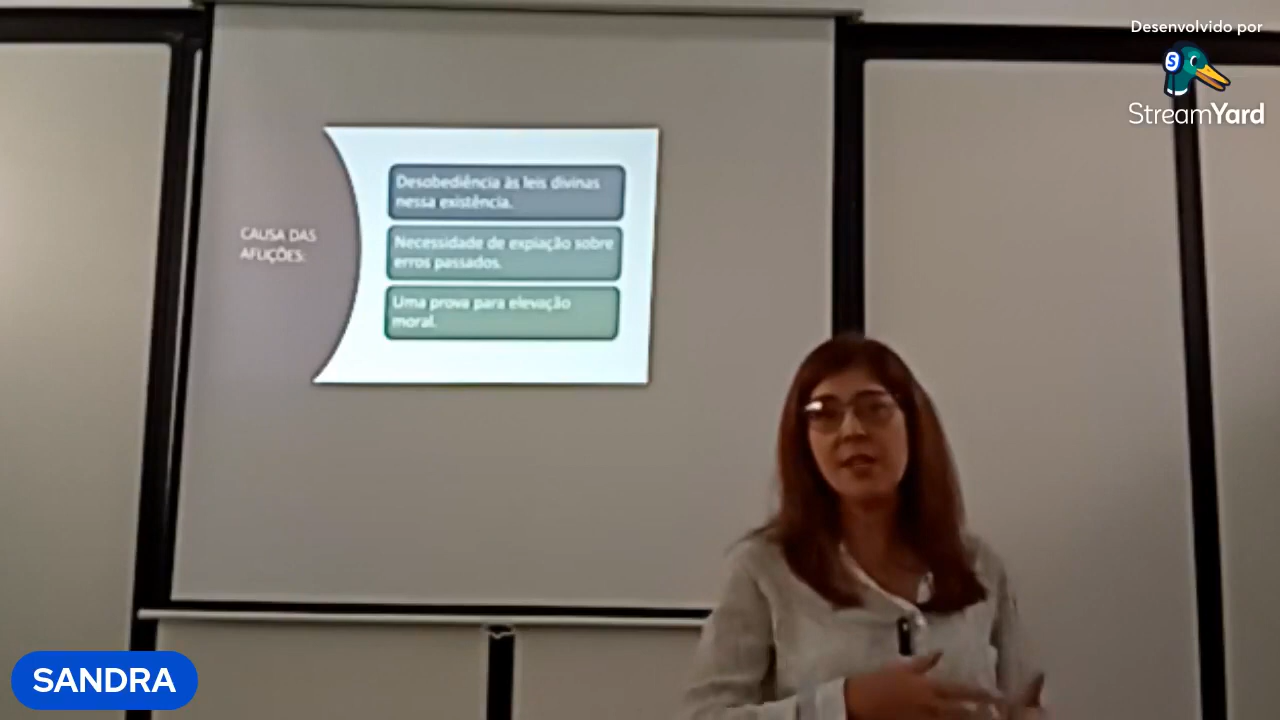 Desenvolvido por
StreamYard
Desobediência às leis divinas
nessa existência.
CAUSA DAS
AFLIÇÕES:
Necessidade de expiação sobre
erros passados.
Uma prova para elevação
moral.
SANDRA